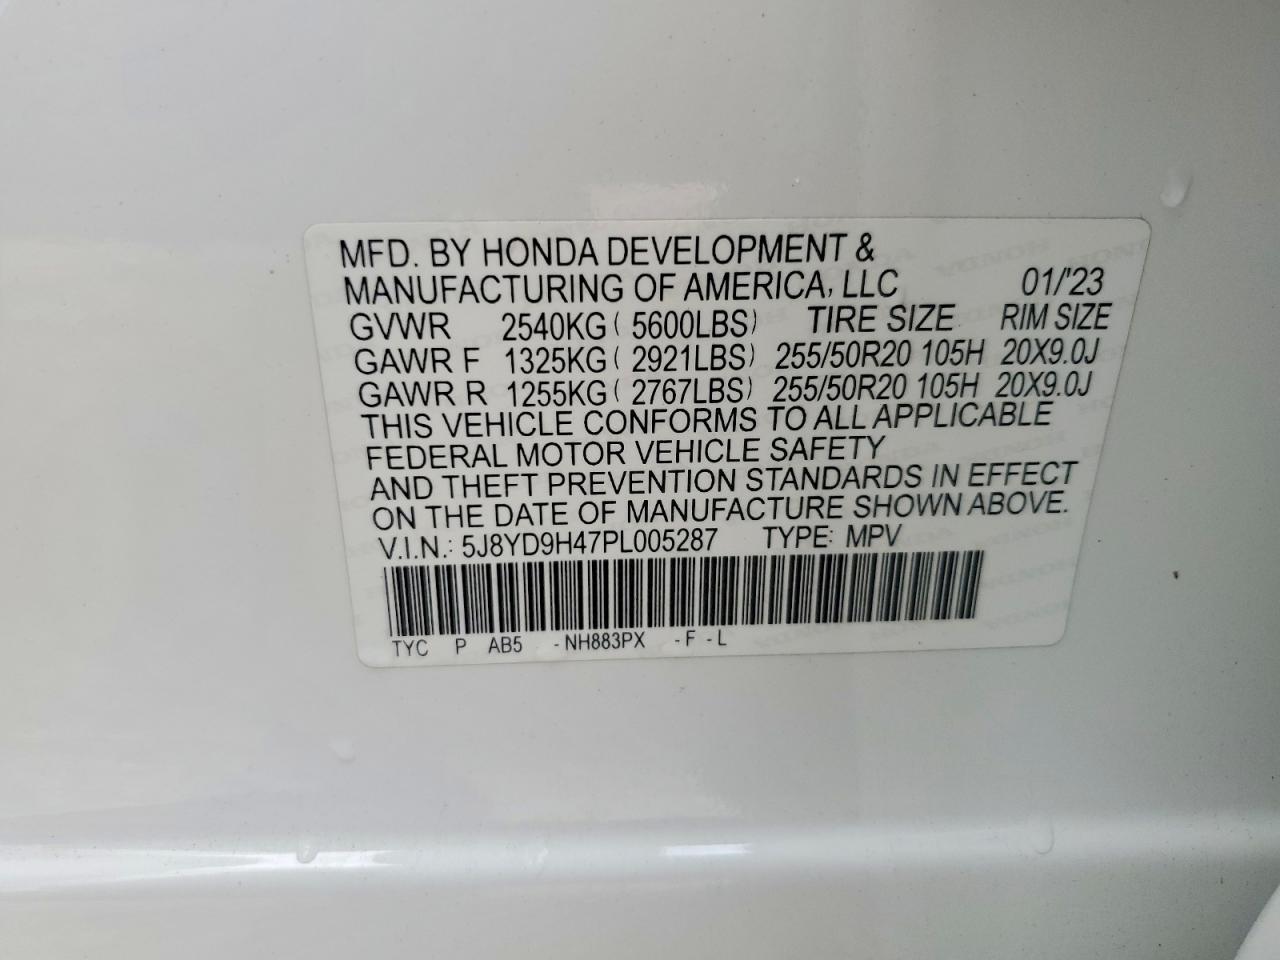 MFD. BY HONDA DEVELOPMENT &
MANUFACTURING OF AMERICA, LLC 01/'23
GVWR 2540KG ( 5600LBS) TIRE SIZE RIM SIZE
GAWR F 1325KG ( 2921LBS) 255/50R20 105H 20X9.0J
GAWR R 1255KG ( 2767LBS) 255/50R20 105H 20X9.0J
THIS VEHICLE CONFORMS TO ALL APPLICABLE
FEDERAL MOTOR VEHICLE SAFETY
AND THEFT PREVENTION STANDARDS IN EFFECT
ON THE DATE OF MANUFACTURE SHOWN ABOVE.
V.I.N.: 5J8YD9H47PL005287 TYPE: MPV
TYC P AB5 -NH883PX -F -L